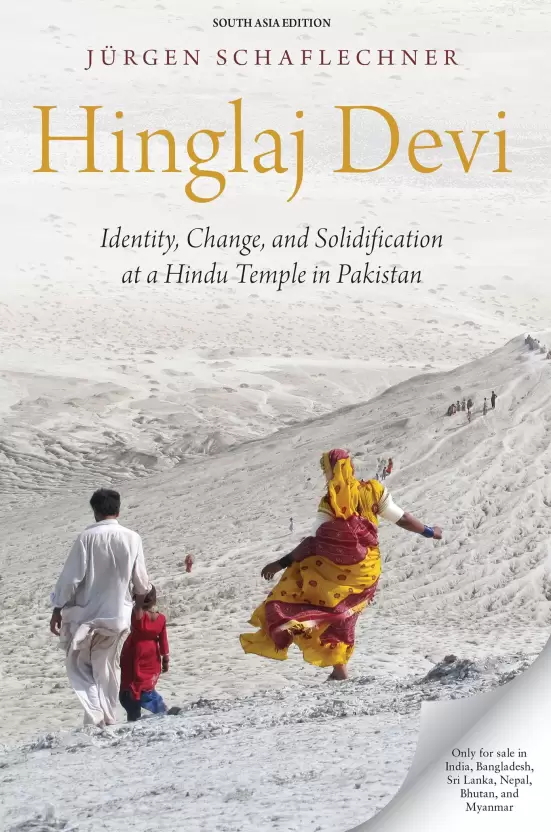 SOUTH ASIA EDITION
JÜRGEN SCHAFLECHNER
Hinglaj Devi
Identity, Change, and Solidification
at a Hindu Temple in Pakistan
Only for sale in
India, Bangladesh,
Sri Lanka, Nepal,
Bhutan, and
Myanmar